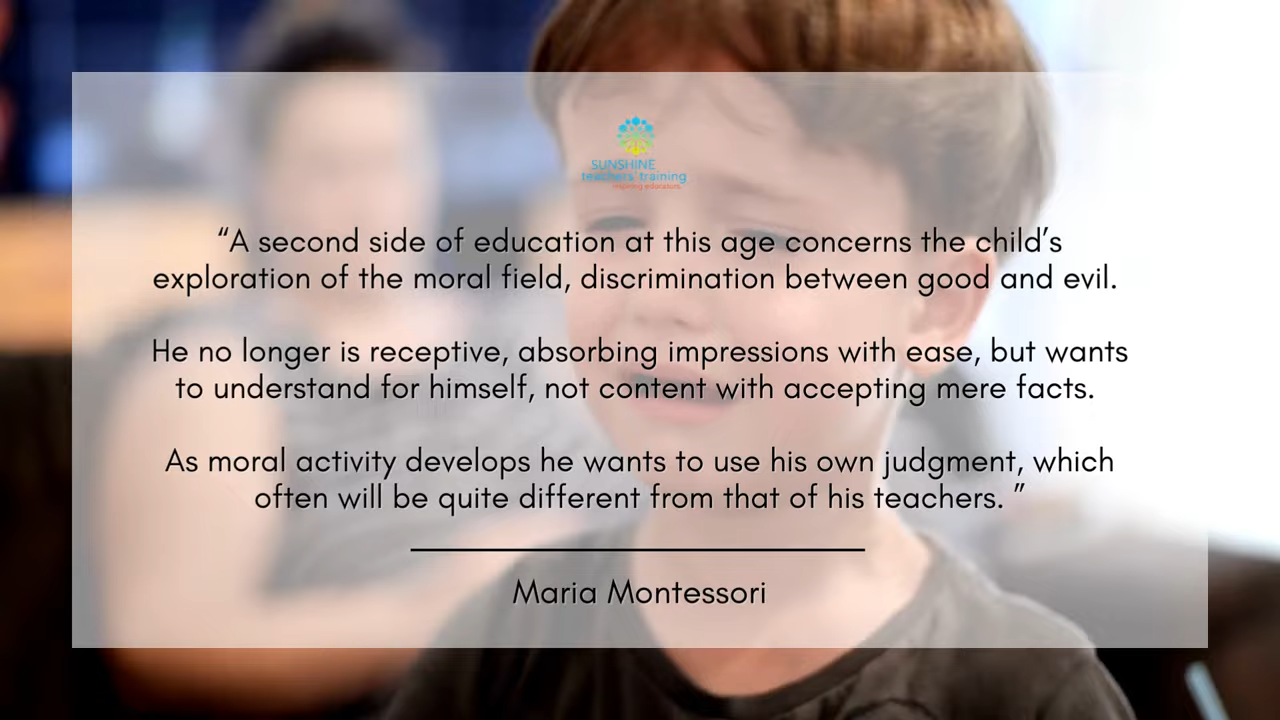 SUNSHINE
teachers' training
inspiring educators.
“A second side of education at this age concerns the child’s
exploration of the moral field, discrimination between good and evil.
He no longer is receptive, absorbing impressions with ease, but wants
to understand for himself, not content with accepting mere facts.
As moral activity develops he wants to use his own judgment, which
often will be quite different from that of his teachers. ”
Maria Montessori